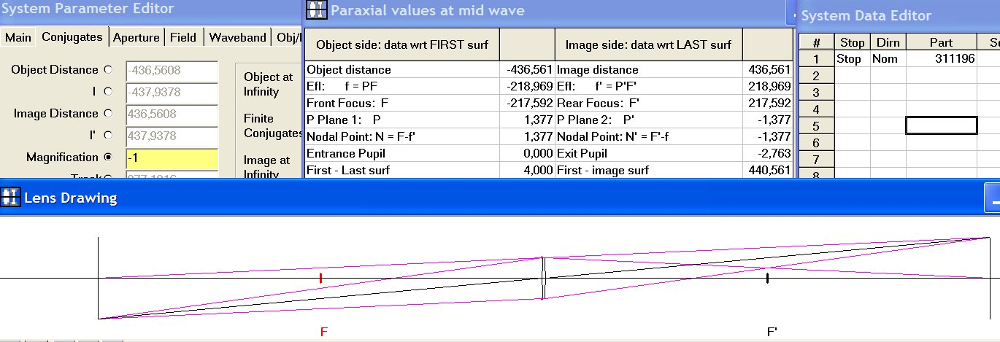 System Parameter Editor
Main Conjugates Aperture Field Waveband
Object Distance -436,5608
l -437,9378
Image Distance 436,5608
l' 437,9378
Magnification -1
Object at
Infinity
Finite
Conjugates
Image at
Infinity
Paraxial values at mid wave
Object side: data wrt FIRST surf Image side: data wrt LAST surf
Object distance -436,561 Image distance 436,561
Efl: f = PF -218,969 Efl: f' = P'F' 218,969
Front Focus: F -217,592 Rear Focus: F' 217,592
P Plane 1: P 1,377 P Plane 2: P' -1,377
Nodal Point: N = F-f' 1,377 Nodal Point: N' = F'-f -1,377
Entrance Pupil 0,000 Exit Pupil -2,763
First - Last surf 4,000 First - image surf 440,561
System Data Editor
# Stop Dirn Part
1 Stop Nom 311196
2
3
4
5
6
7
8
Lens Drawing
F F'